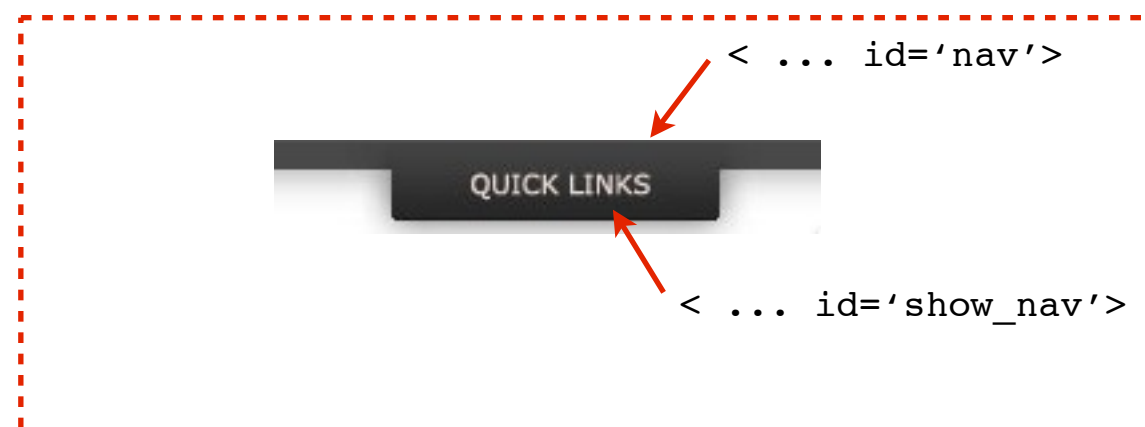 < ... id=‘nav’>
QUICK LINKS
< ... id=‘show_nav’>